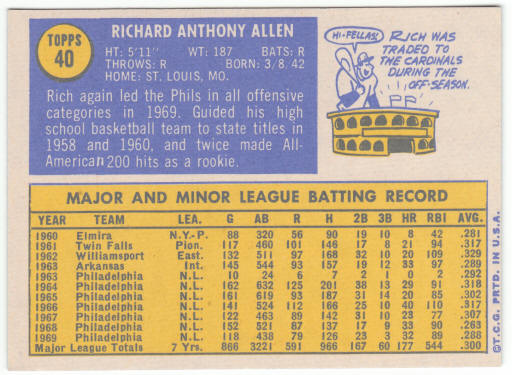 TOPPS
40
RICHARD ANTHONY ALLEN
HT: 5'11" WT: 187 BATS: R
THROWS: R BORN: 3/8/42
HOME: ST. LOUIS, MO.
Rich again led the Phils in all offensive
categories in 1969. Guided his high
school basketball team to state titles in
1958 and 1960, and twice made All-
American 200 hits as a rookie.
HI-FELLAS!
RICH WAS
TRADED TO
THE CARDINALS
DURING THE
OFF-SEASON.
MAJOR AND MINOR LEAGUE BATTING RECORD
YEAR TEAM LEA. G AB R H 2B 3B HR RBI AVG.
1960 Elmira N.Y.-P. 88 320 56 90 19 10 8 42 .281
1961 Twin Falls Pion. 117 460 101 146 17 8 21 94 .317
1962 Williamsport East. 132 511 97 168 32 10 20 109 .329
1963 Arkansas Int. 145 544 93 157 19 12 33 97 .289
1963 Philadelphia N.L. 10 24 6 7 2 1 0 2 .292
1964 Philadelphia N.L. 162 632 125 201 38 13 29 91 .318
1965 Philadelphia N.L. 161 619 93 187 31 14 20 85 .302
1966 Philadelphia N.L. 141 524 112 166 25 10 40 110 .317
1967 Philadelphia N.L. 122 463 89 142 31 10 23 77 .307
1968 Philadelphia N.L. 152 521 87 137 17 9 33 90 .263
1969 Philadelphia N.L. 118 438 79 126 23 3 32 89 .288
Major League Totals 7 Yrs. 866 3221 591 966 167 60 177 544 .300
©T.C.G. PRTD. IN U.S.A.